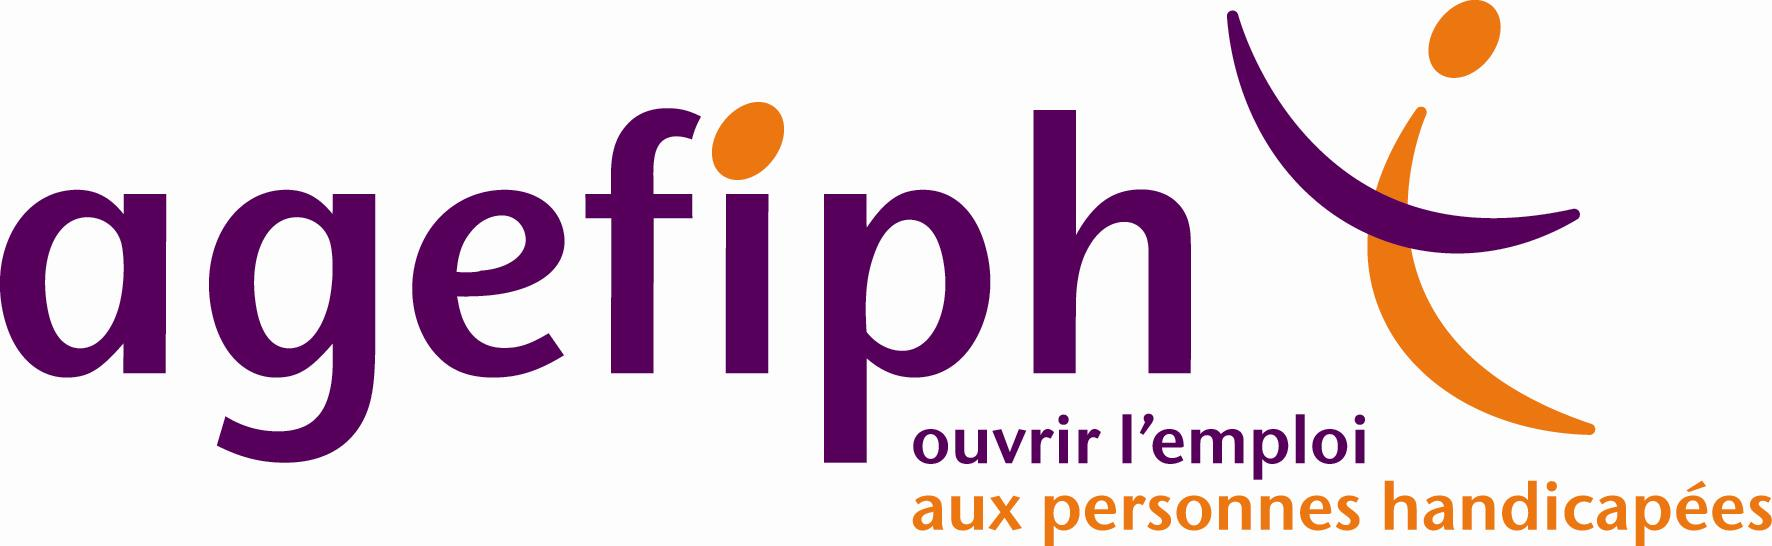 agefiph
ouvrir l’emploi
aux personnes handicapées